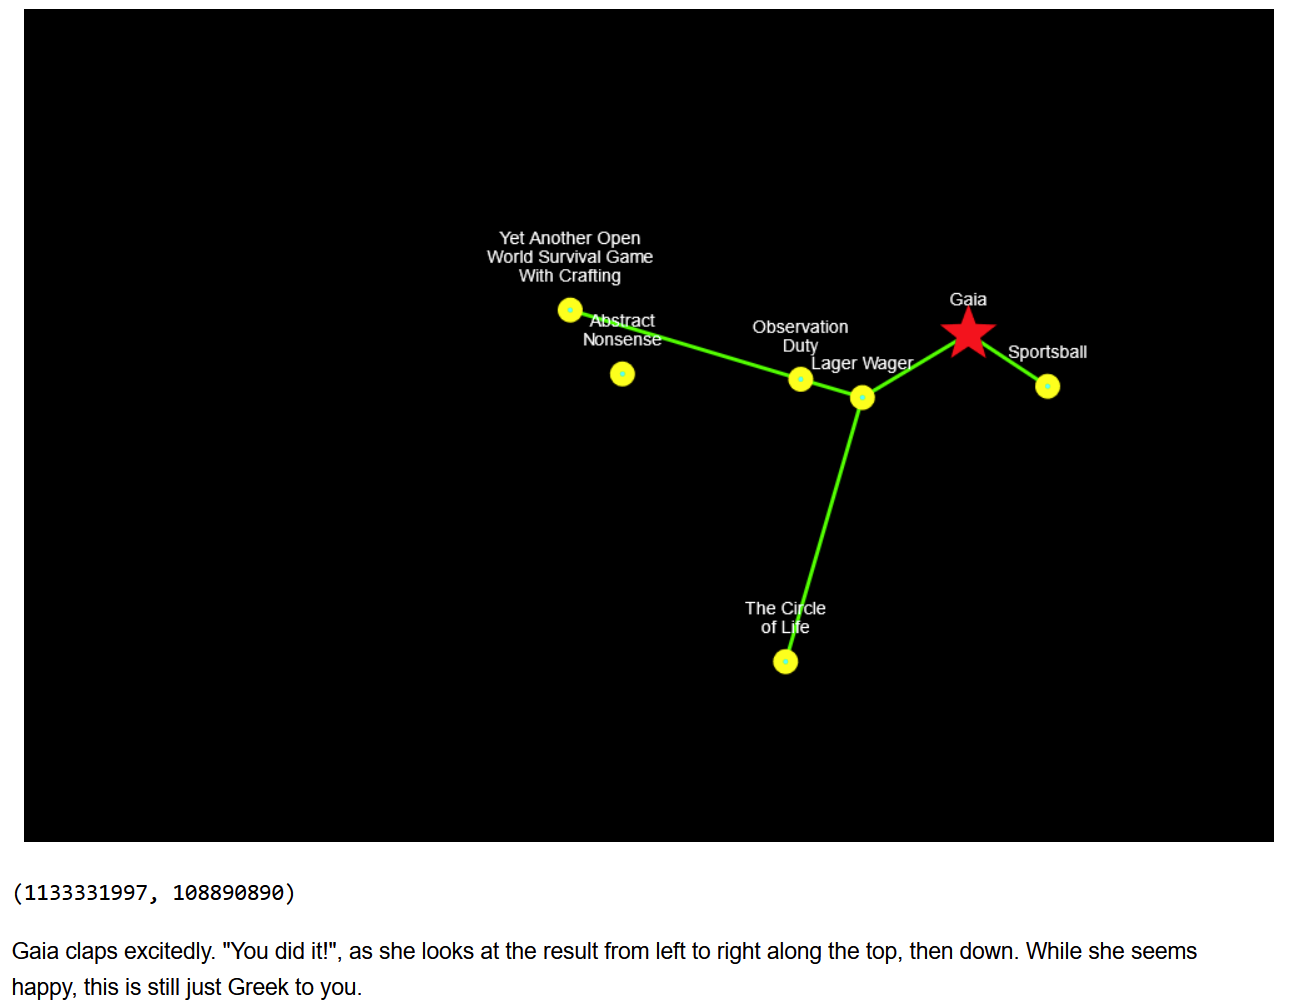 Yet Another Open
World Survival Game
With Crafting
Abstract
Nonsense
Observation
Duty
Lager Wager
Gaia
Sportsball
The Circle
of Life
(1133331997, 108890890)
Gaia claps excitedly. "You did it!", as she looks at the result from left to right along the top, then down. While she seems
happy, this is still just Greek to you.